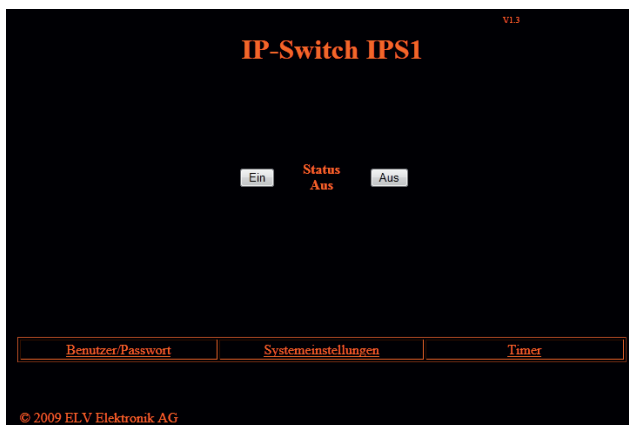 V1.3
IP-Switch IPS1
Ein
Status
Aus
Aus
Benutzer/Passwort Systemeinstellungen Timer
© 2009 ELV Elektronik AG